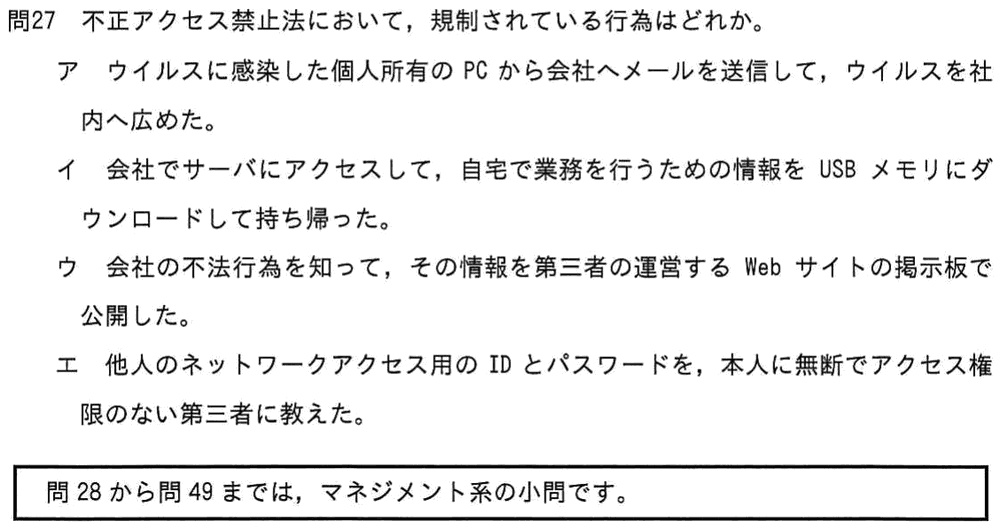 問27 不正アクセス禁止法において，規制されている行為はどれか。
ア ウイルスに感染した個人所有の PC から会社へメールを送信して，ウイルスを社
内へ広めた。
イ 会社でサーバにアクセスして，自宅で業務を行うための情報を USB メモリにダ
ウンロードして持ち帰った。
ウ 会社の不法行為を知って，その情報を第三者の運営する Web サイトの掲示板で
公開した。
エ 他人のネットワークアクセス用の ID とパスワードを，本人に無断でアクセス権
限のない第三者に教えた。
問 28 から問 49 までは，マネジメント系の小問です。